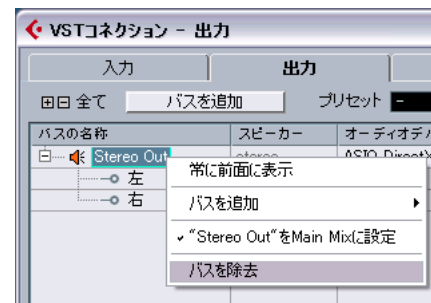 VSTコネクション - 出力
入力 出力
全て バスを追加 プリセット -
バスの名称 スピーカー オーディオデバ
Stereo Out stereo ASIO DirectX
左
右
常に前面に表示
バスを追加
"Stereo Out"をMain Mixに設定
バスを除去